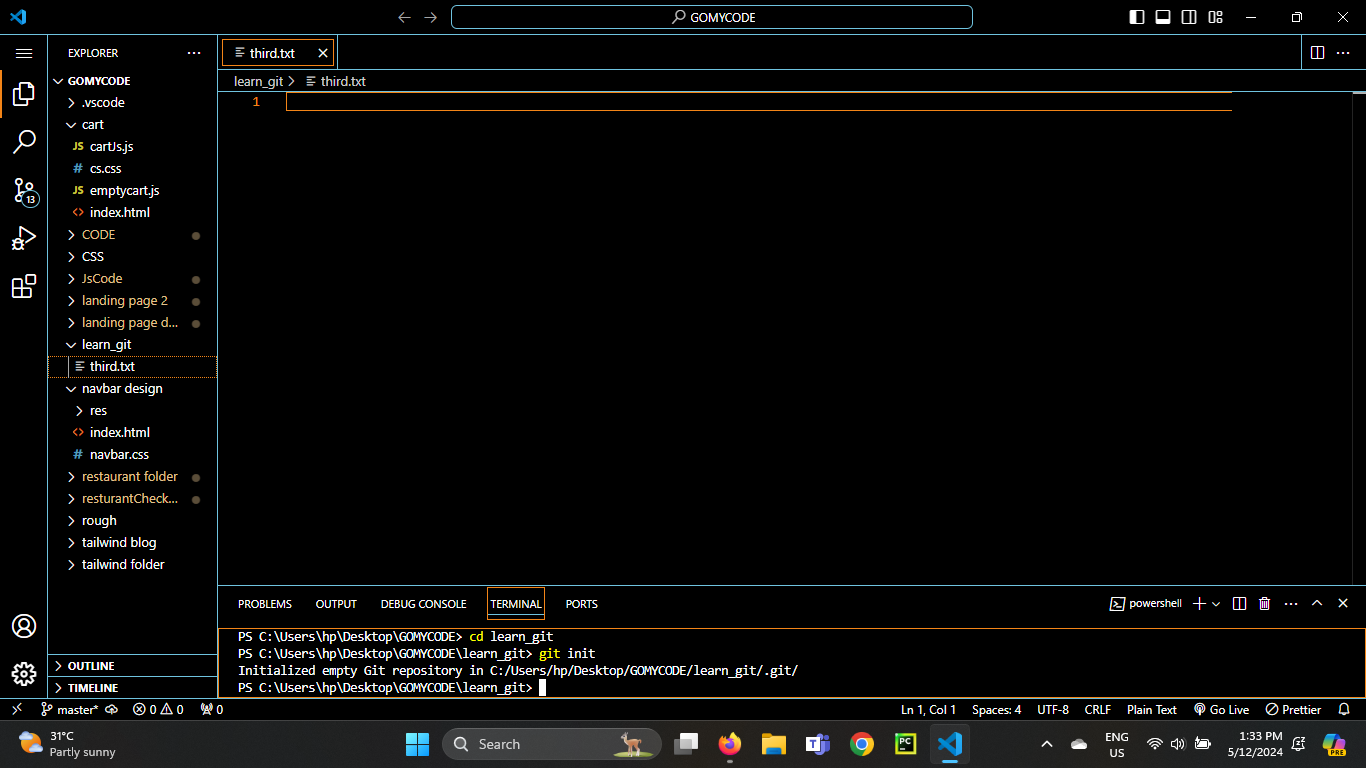 GOMYCODE
EXPLORER
GOMYCODE
.vscode
cart
JS cartJs.js
# cs.css
JS emptycart.js
<> index.html
CODE
CSS
JsCode
landing page 2
landing page d...
learn_git
third.txt
navbar design
res
<> index.html
# navbar.css
restaurant folder
resturantCheck...
rough
tailwind blog
tailwind folder
OUTLINE
TIMELINE
13
third.txt
learn_git > third.txt
1
PROBLEMS OUTPUT DEBUG CONSOLE TERMINAL PORTS
powershell
PS C:\Users\hp\Desktop\GOMYCODE> cd learn_git
PS C:\Users\hp\Desktop\GOMYCODE\learn_git> git init
Initialized empty Git repository in C:/Users/hp/Desktop/GOMYCODE/learn_git/.git/
PS C:\Users\hp\Desktop\GOMYCODE\learn_git>
master* 0 0 0 Ln 1, Col 1 Spaces: 4 UTF-8 CRLF Plain Text Go Live Prettier
31°C
Partly sunny
Search
PC
PRE
ENG
US
1:33 PM
5/12/2024